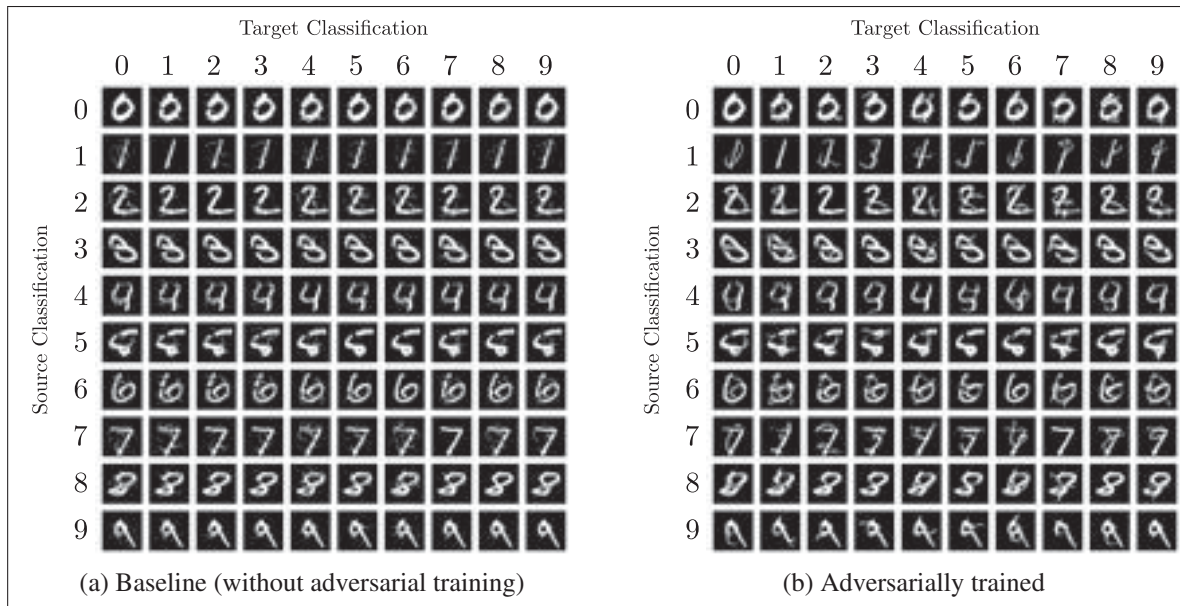 Target Classification
0 1 2 3 4 5 6 7 8 9
Source Classification
0
1
2
3
4
5
6
7
8
9
(a) Baseline (without adversarial training)
Target Classification
0 1 2 3 4 5 6 7 8 9
Source Classification
0
1
2
3
4
5
6
7
8
9
(b) Adversarially trained